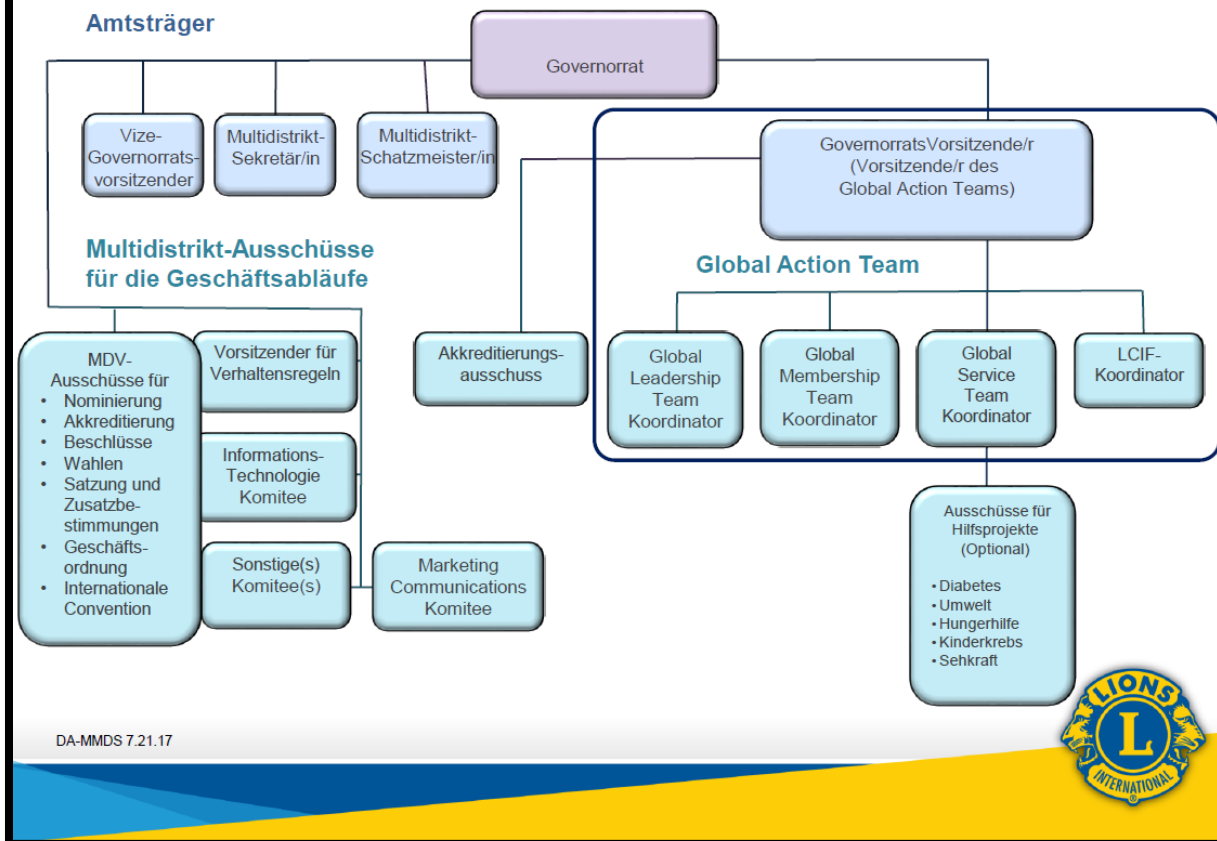 Amtsträger
Governorrat
Vize-
Governorrats-
vorsitzender
Multidistrikt-
Sekretär/in
Multidistrikt-
Schatzmeister/in
GovernorratsVorsitzende/r
(Vorsitzende/r des
Global Action Teams)
Multidistrikt-Ausschüsse
für die Geschäftsabläufe
Global Action Team
MDV-
Ausschüsse für
• Nominierung
• Akkreditierung
• Beschlüsse
• Wahlen
• Satzung und
Zusatzbe-
stimmungen
• Geschäfts-
ordnung
• Internationale
Convention
Vorsitzender für
Verhaltensregeln
Informations-
Technologie
Komitee
Sonstige(s)
Komitee(s)
Marketing
Communications
Komitee
Akkreditierungs-
ausschuss
Global
Leadership
Team
Koordinator
Global
Membership
Team
Koordinator
Global
Service
Team
Koordinator
LCIF-
Koordinator
Ausschüsse für
Hilfsprojekte
(Optional)
• Diabetes
• Umwelt
• Hungerhilfe
• Kinderkrebs
• Sehkraft
DA-MMDS 7.21.17
LIONS
L
INTERNATIONAL
®